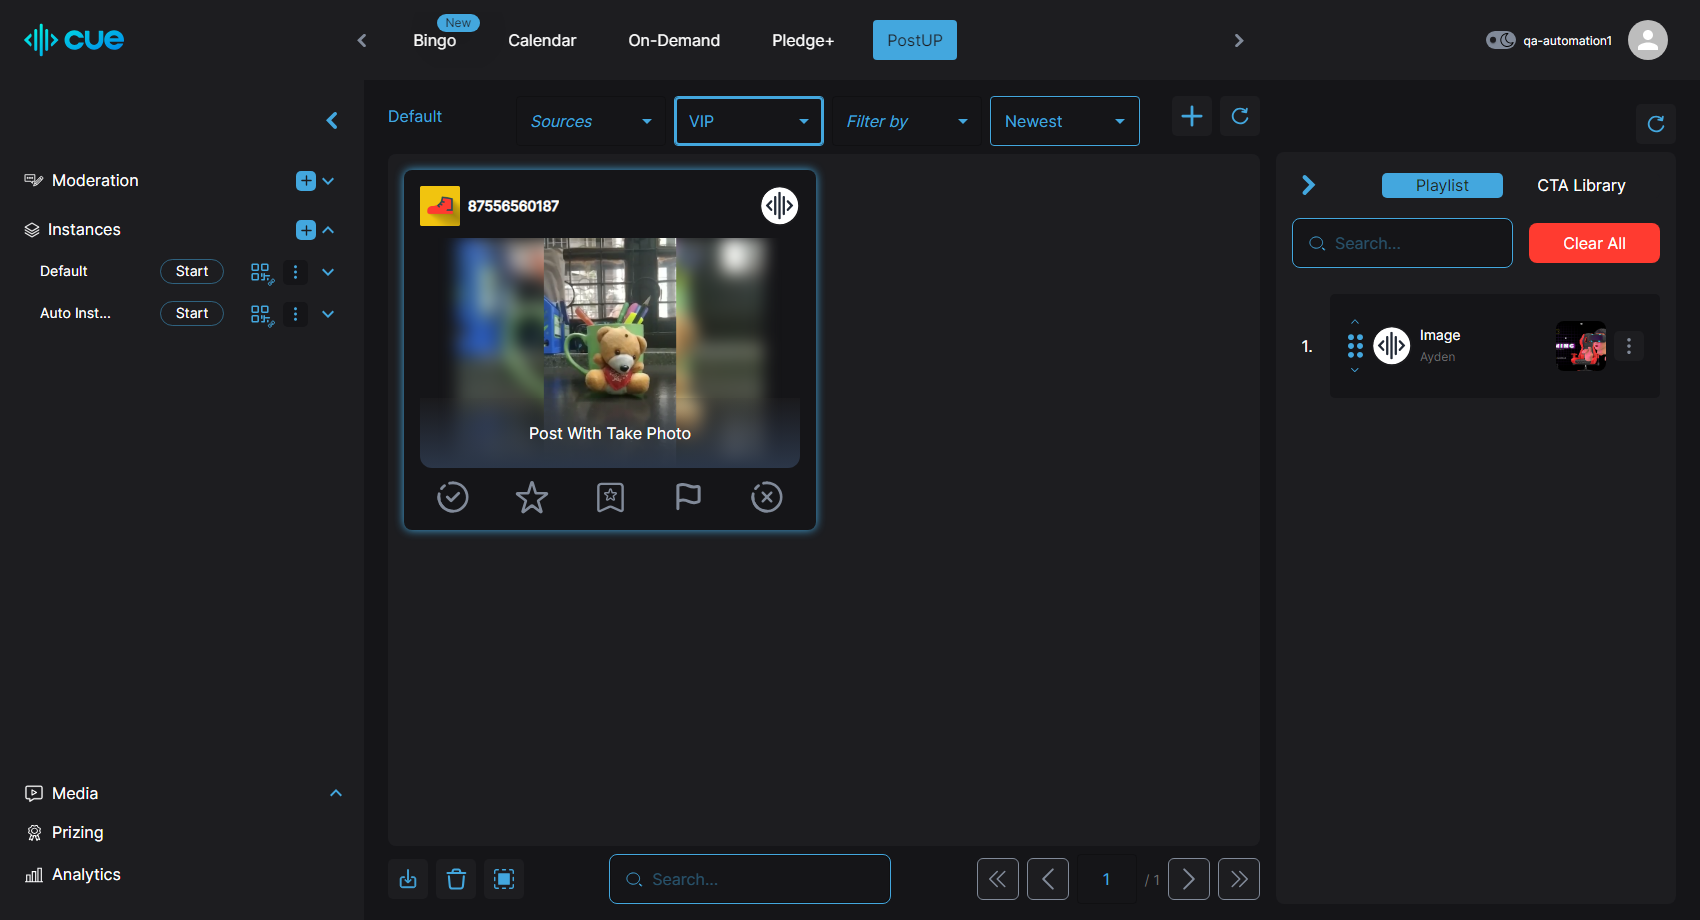 cue
New
Bingo
Calendar
On-Demand
Pledge+
PostUP
qa-automation1
Moderation
Instances
Default
Start
Auto Inst...
Start
Media
Prizing
Analytics
Default
Sources
VIP
Filter by
Newest
87556560187
Post With Take Photo
Search...
1
/ 1
Playlist
CTA Library
Search...
Clear All
1.
Image
Ayden